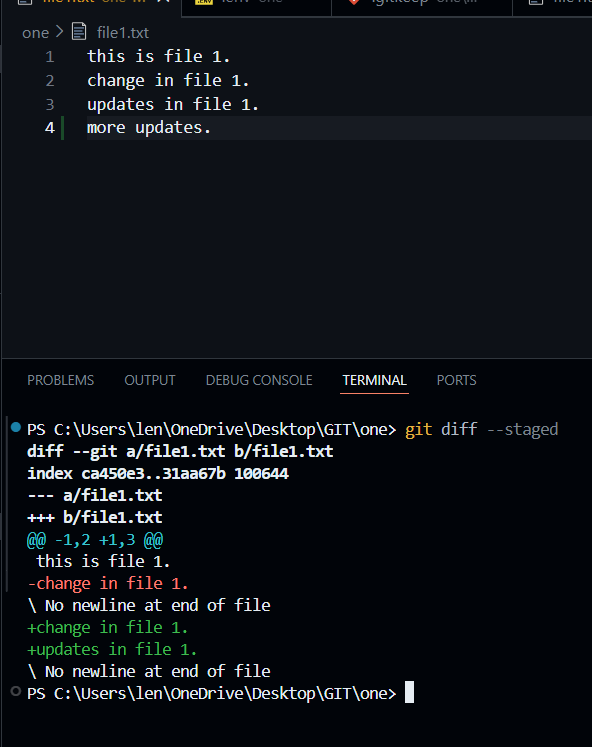 one > file1.txt
1 this is file 1.
2 change in file 1.
3 updates in file 1.
4 more updates.
PROBLEMS OUTPUT DEBUG CONSOLE TERMINAL PORTS
PS C:\Users\len\OneDrive\Desktop\GIT\one> git diff --staged
diff --git a/file1.txt b/file1.txt
index ca450e3..31aa67b 100644
--- a/file1.txt
+++ b/file1.txt
@@ -1,2 +1,3 @@
 this is file 1.
-change in file 1.
\ No newline at end of file
+change in file 1.
+updates in file 1.
\ No newline at end of file
PS C:\Users\len\OneDrive\Desktop\GIT\one>